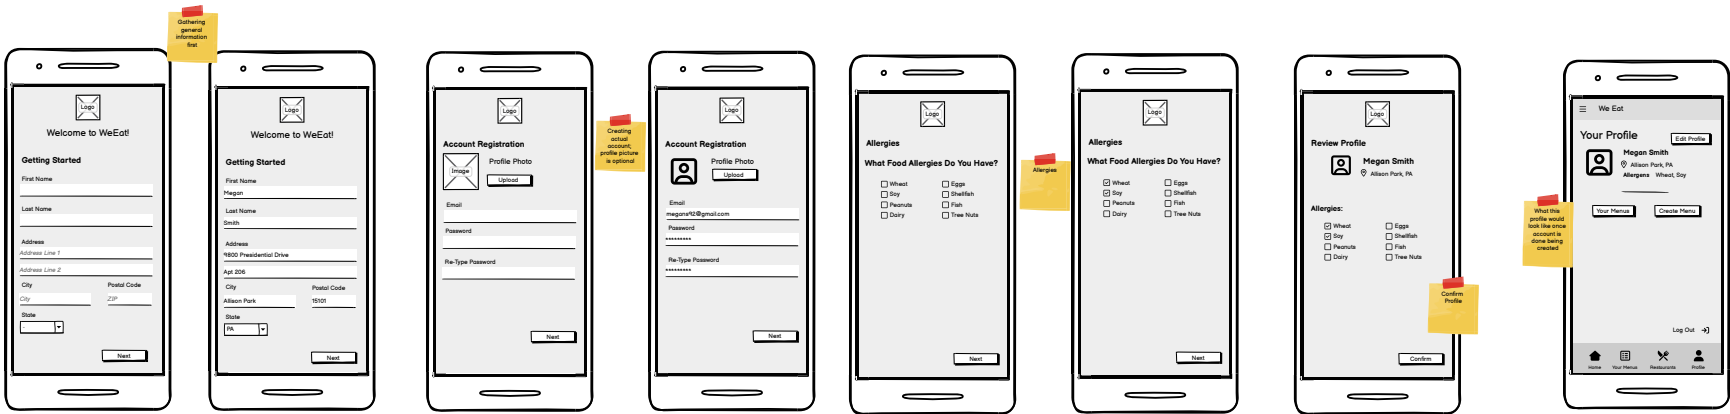 Gathering
general
information
first
Logo
Welcome to WeEat!
Getting Started
First Name
Last Name
Address
Address Line 1
Address Line 2
City
Postal Code
City
ZIP
State
-
Next
Logo
Welcome to WeEat!
Getting Started
First Name
Megan
Last Name
Smith
Address
9800 Presidential Drive
Apt 206
City
Postal Code
Allison Park
15101
State
PA
Next
Logo
Account Registration
Image
Profile Photo
Upload
Email
Password
Re-Type Password
Next
Creating
actual
account;
profile picture
is optional
Logo
Account Registration
Profile Photo
Upload
Email
megans92@gmail.com
Password
*********
Re-Type Password
*********
Next
Logo
Allergies
What Food Allergies Do You Have?
Wheat
Eggs
Soy
Shellfish
Peanuts
Fish
Dairy
Tree Nuts
Next
Allergies
Logo
Allergies
What Food Allergies Do You Have?
Wheat
Eggs
Soy
Shellfish
Peanuts
Fish
Dairy
Tree Nuts
Next
Logo
Review Profile
Megan Smith
Allison Park, PA
Allergies:
Wheat
Eggs
Soy
Shellfish
Peanuts
Fish
Dairy
Tree Nuts
Confirm
Confirm
Profile
What this
profile would
look like once
account is
done being
created
We Eat
Your Profile
Edit Profile
Megan Smith
Allison Park, PA
Allergens Wheat, Soy
Your Menus
Create Menu
Log Out
Home
Your Menus
Restaurants
Profile